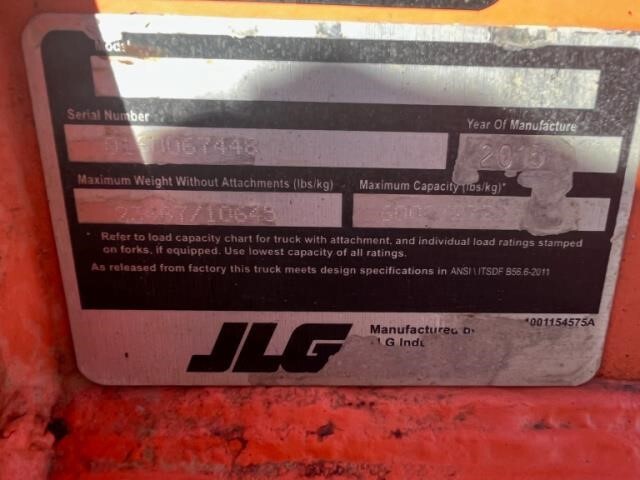 Model
Serial Number
Year Of Manufacture
2015
Maximum Weight Without Attachments (lbs/kg)
Maximum Capacity (lbs/kg)*
* Refer to load capacity chart for truck with attachment, and individual load ratings stamped
on forks, if equipped. Use lowest capacity of all ratings.
As released from factory this truck meets design specifications in ANSI \ ITSDF B56.6-2011
JLG
Manufactured
1001154575A